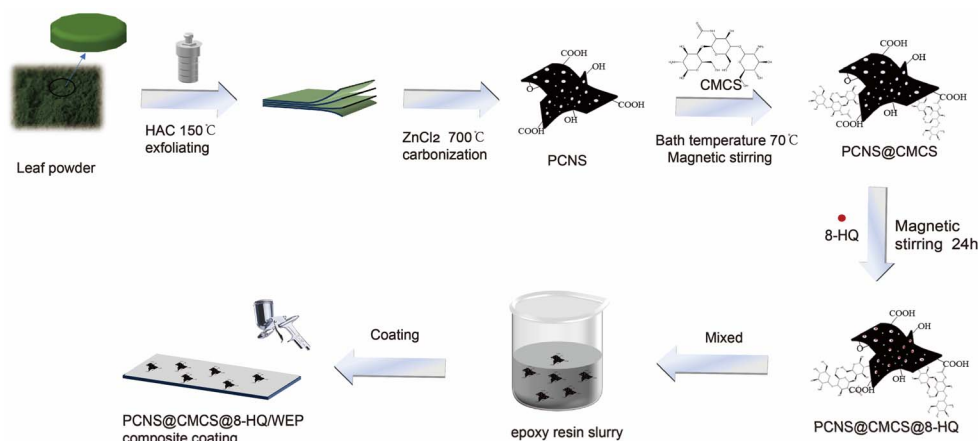 Leaf powder
HAC 150℃
exfoliating
ZnCl2 700℃
carbonization
COOH
OH
O
COOH
COOH
OH
PCNS
CMCS
Bath temperature 70℃
Magnetic stirring
COOH
OH
O
COOH
COOH
OH
PCNS@CMCS
8-HQ
Magnetic
stirring 24h
COOH
OH
O
COOH
COOH
OH
PCNS@CMCS@8-HQ
Mixed
epoxy resin slurry
Coating
PCNS@CMCS@8-HQ/WEP
composite coating